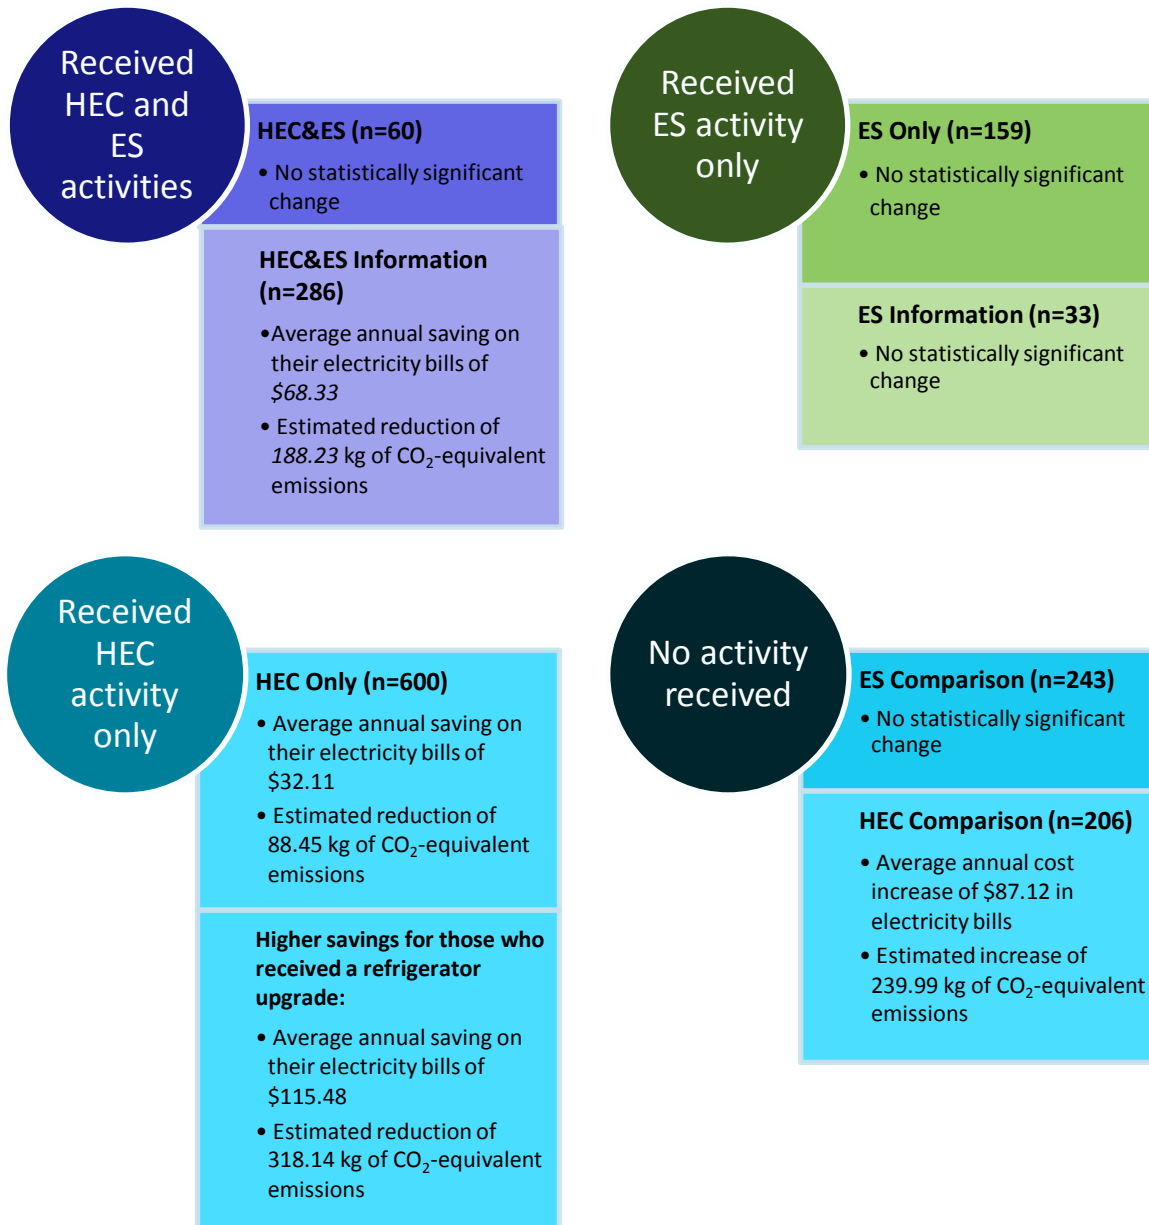 Received
HEC and
ES
activities
HEC&ES (n=60)
• No statistically significant
change
HEC&ES Information
(n=286)
•Average annual saving on
their electricity bills of
$68.33
• Estimated reduction of
188.23 kg of CO₂-equivalent
emissions
Received
ES activity
only
ES Only (n=159)
• No statistically significant
change
ES Information (n=33)
• No statistically significant
change
Received
HEC
activity
only
HEC Only (n=600)
• Average annual saving on
their electricity bills of
$32.11
• Estimated reduction of
88.45 kg of CO₂-equivalent
emissions
Higher savings for those who
received a refrigerator
upgrade:
• Average annual saving on
their electricity bills of
$115.48
• Estimated reduction of
318.14 kg of CO₂-equivalent
emissions
No activity
received
ES Comparison (n=243)
• No statistically significant
change
HEC Comparison (n=206)
• Average annual cost
increase of $87.12 in
electricity bills
• Estimated increase of
239.99 kg of CO₂-equivalent
emissions